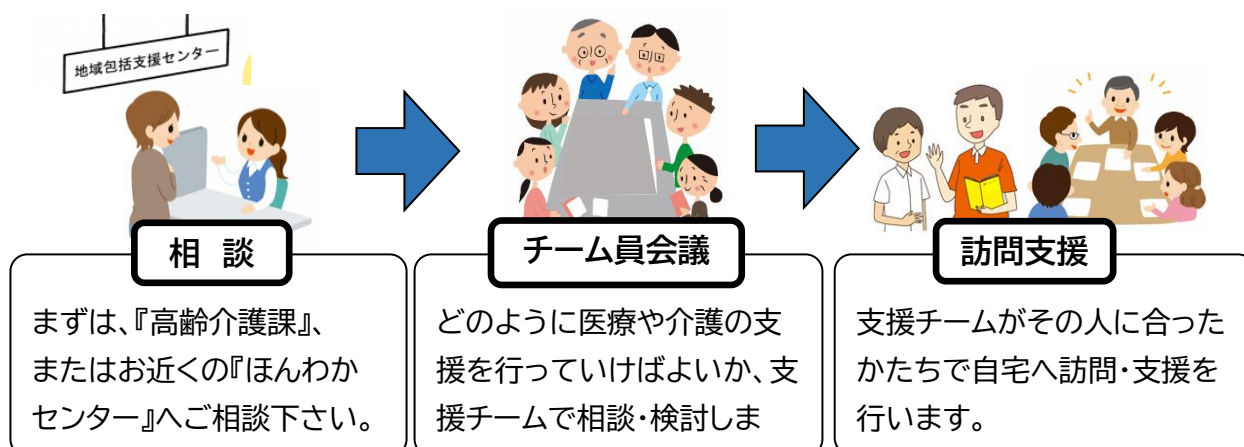 地域包括支援センター
相 談
まずは、『高齢介護課』、
またはお近くの『ほんわか
センター』へご相談下さい。
チーム員会議
どのように医療や介護の支
援を行っていけばよいか、支
援チームで相談・検討しま
訪問支援
支援チームがその人に合った
かたちで自宅へ訪問・支援を
行います。